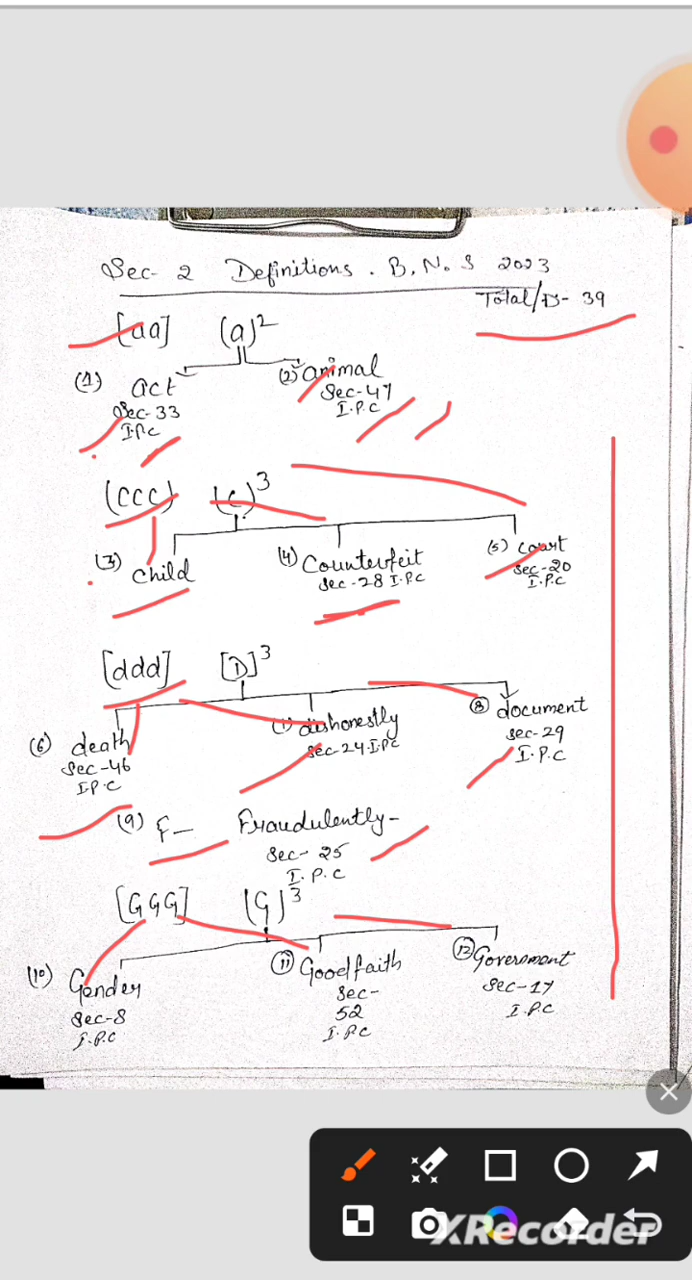 Sec- 2 Definitions. B.N.S 2023
Total/D- 39
[aa] (a)²
(1) act
Sec-33
I.P.C
(2) animal
Sec-47
I.P.C
(CCC) (C)³
(3) child
(4) Counterfeit
Sec-28 I.P.C
(5) Court
Sec-20
I.P.C
[ddd] [D]³
(6) death
Sec-46
I.P.C
dishonestly
Sec-24 I.P.C
(8) document
Sec-29
I.P.C
(9) F- Fraudulently-
Sec- 25
I.P.C
[GGG] (G)³
(10) Gender
Sec-8
I.P.C
(11) Good faith
Sec-
52
I.P.C
(12) Government
Sec-17
I.P.C
XRecorder